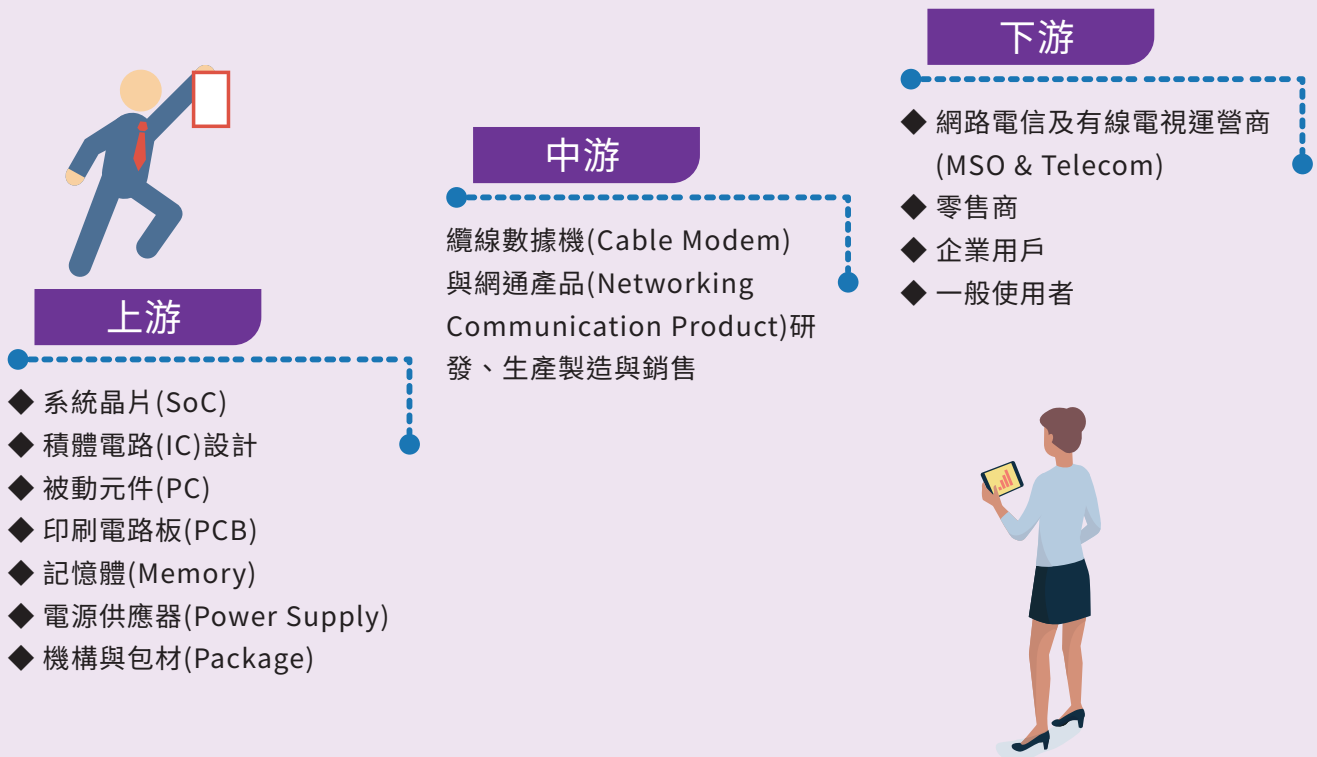 上游
◆ 系統晶片(SoC)
◆ 積體電路(IC)設計
◆ 被動元件(PC)
◆ 印刷電路板(PCB)
◆ 記憶體(Memory)
◆ 電源供應器(Power Supply)
◆ 機構與包材(Package)
中游
纜線數據機(Cable Modem)
與網通產品(Networking
Communication Product)研
發、生產製造與銷售
下游
◆ 網路電信及有線電視運營商
(MSO & Telecom)
◆ 零售商
◆ 企業用戶
◆ 一般使用者